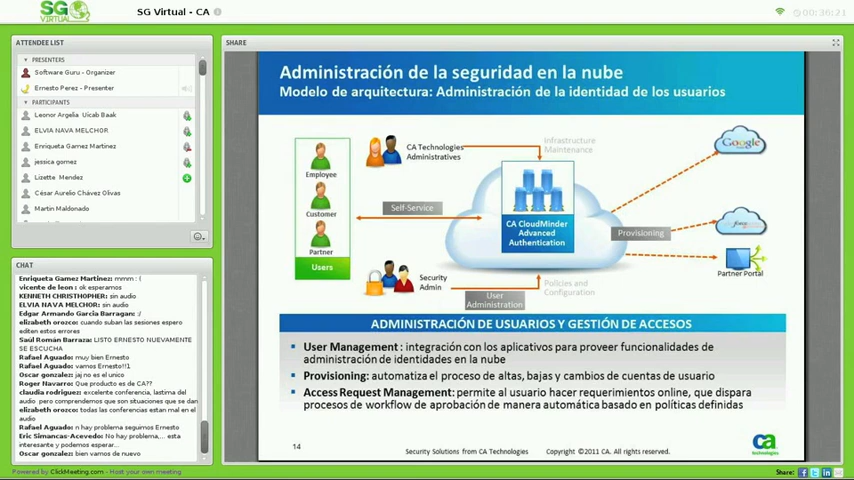 SG VIRTUAL
SG Virtual - CA
00:36:21
ATTENDEE LIST
PRESENTERS
Software Guru - Organizer
Ernesto Perez - Presenter
PARTICIPANTS
Leonor Argelia Uicab Baak
ELVIA NAVA MELCHOR
Enriqueta Gamez Martinez
jessica gomez
Lizette Mendez
César Aurelio Chávez Olivas
Martin Maldonado
CHAT
Enriqueta Gamez Martinez: mmm : (
vicente de leon: ok esperamos
KENNETH CHRISTHOPHER: sin audio
ELVIA NAVA MELCHOR: sin audio
Edgar Armando Garcia Barragan: :/
elizabeth orozco: cuando suban las sesiones espero
editen estos errores
Saúl Román Barraza: LISTO ERNESTO NUEVAMENTE
SE ESCUCHA
Rafael Aguado: muy bien Ernesto
Rafael Aguado: vamos Ernesto!!1
Oscar gonzalez: jaj no es el unico
Roger Navarro: Que producto es de CA??
claudia rodriguez: excelente conferencia, lastima del
audio pero comprendemos que son situaciones que se dan
elizabeth orozco: todas las conferencias estan mal en el
audio
Rafael Aguado: n hay problema seguimos Ernesto
Eric Simancas-Acevedo: No hay problema,... esta
interesante y podemos esperar...
Oscar gonzalez: bien vamos de nuevo
Powered by ClickMeeting.com - Host your own meeting
SHARE
Administración de la seguridad en la nube
Modelo de arquitectura: Administración de la identidad de los usuarios
Employee
Customer
Partner
Users
CA Technologies
Administratives
Infrastructure
Maintenance
Self-Service
CA CloudMinder
Advanced
Authentication
Provisioning
Google
Partner Portal
Security
Admin
User
Administration
Policies and
Configuration
ADMINISTRACIÓN DE USUARIOS Y GESTIÓN DE ACCESOS
User Management : integración con los aplicativos para proveer funcionalidades de
administración de identidades en la nube
Provisioning: automatiza el proceso de altas, bajas y cambios de cuentas de usuario
Access Request Management: permite al usuario hacer requerimientos online, que dispara
procesos de workflow de aprobación de manera automática basado en políticas definidas
14
Security Solutions from CA Technologies
Copyright ©2011 CA. All rights reserved.
ca
technologies
Share: